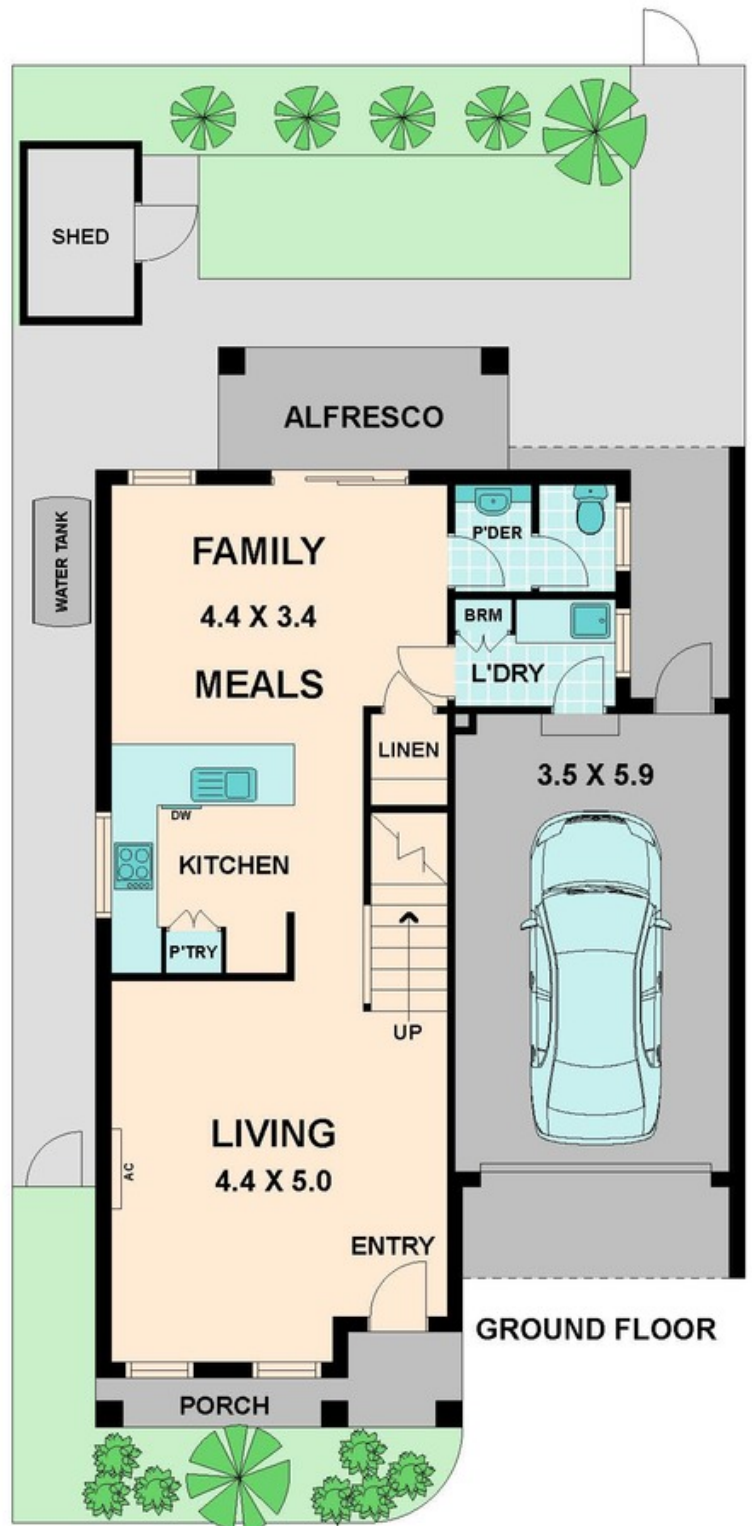 SHED
ALFRESCO
WATER TANK
FAMILY
4.4 X 3.4
MEALS
P'DER
BRM
L'DRY
LINEN
3.5 X 5.9
DW
KITCHEN
P'TRY
UP
LIVING
4.4 X 5.0
AC
ENTRY
GROUND FLOOR
PORCH